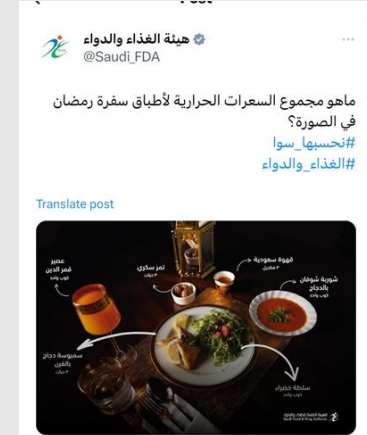 Post
هيئة الغذاء والدواء
@Saudi_FDA
ماهو مجموع السعرات الحرارية لأطباق سفرة رمضان
في الصورة؟
#نحسبها_سوا
#الغذاء_والدواء
Translate post
قهوة سعودية
عصير
قمر الدين
كوب واحد
تمر سكري
شوربة شوفان
بالدجاج
كوب واحد
سمبوسة دجاج
بالفرن
سلطة خضراء
كوب واحد